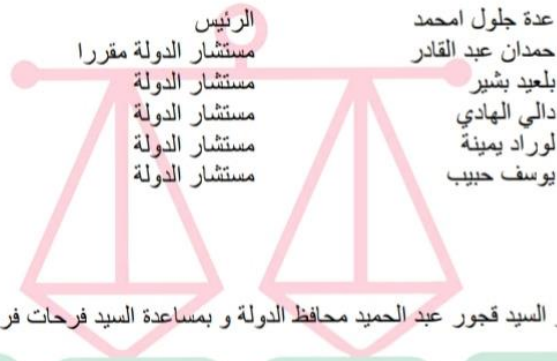 عدة جلول امحمد الرئيس
حمدان عبد القادر مستشار الدولة مقررا
بلعيد بشير مستشار الدولة
دالي الهادي مستشار الدولة
لوراد يمينة مستشار الدولة
يوسف حبيب مستشار الدولة
السيد قجور عبد الحميد محافظ الدولة و بمساعدة السيد فرحات